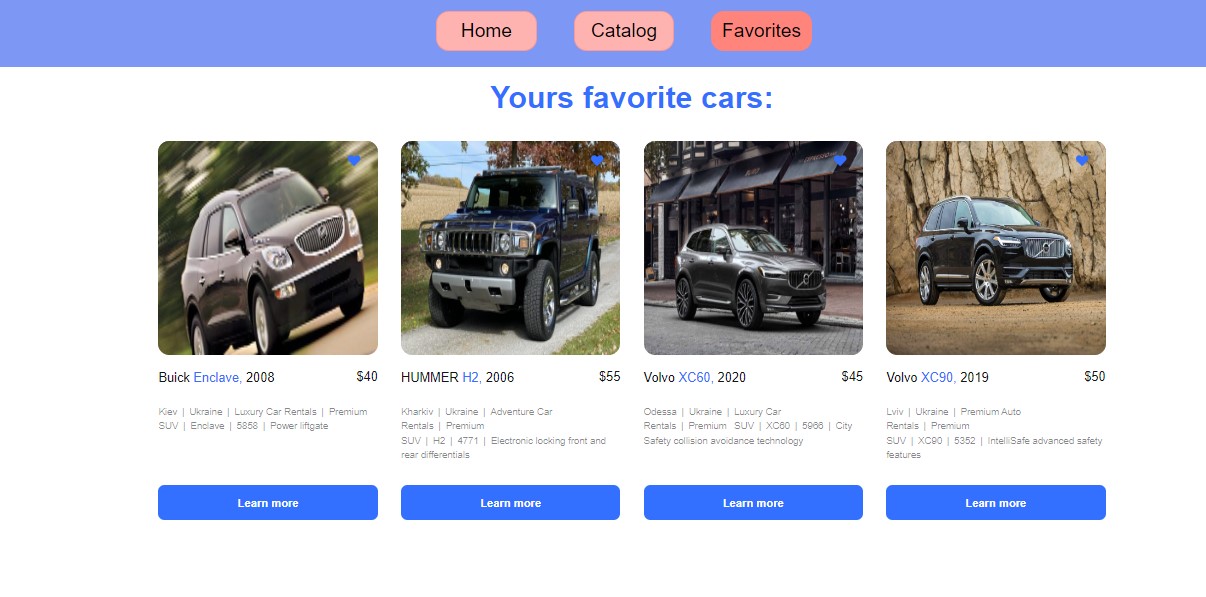 Home Catalog Favorites
Yours favorite cars:
Buick Enclave, 2008 $40
Kiev | Ukraine | Luxury Car Rentals | Premium
SUV | Enclave | 5858 | Power liftgate
Learn more
HUMMER H2, 2006 $55
Kharkiv | Ukraine | Adventure Car
Rentals | Premium
SUV | H2 | 4771 | Electronic locking front and
rear differentials
Learn more
Volvo XC60, 2020 $45
Odessa | Ukraine | Luxury Car
Rentals | Premium SUV | XC60 | 5966 | City
Safety collision avoidance technology
Learn more
Volvo XC90, 2019 $50
Lviv | Ukraine | Premium Auto
Rentals | Premium
SUV | XC90 | 5352 | IntelliSafe advanced safety
features
Learn more